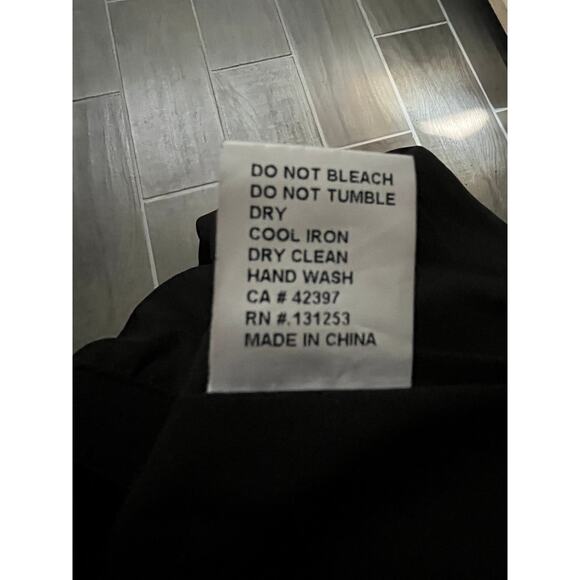 DO NOT BLEACH
DO NOT TUMBLE
DRY
COOL IRON
DRY CLEAN
HAND WASH
CA # 42397
RN #.131253
MADE IN CHINA